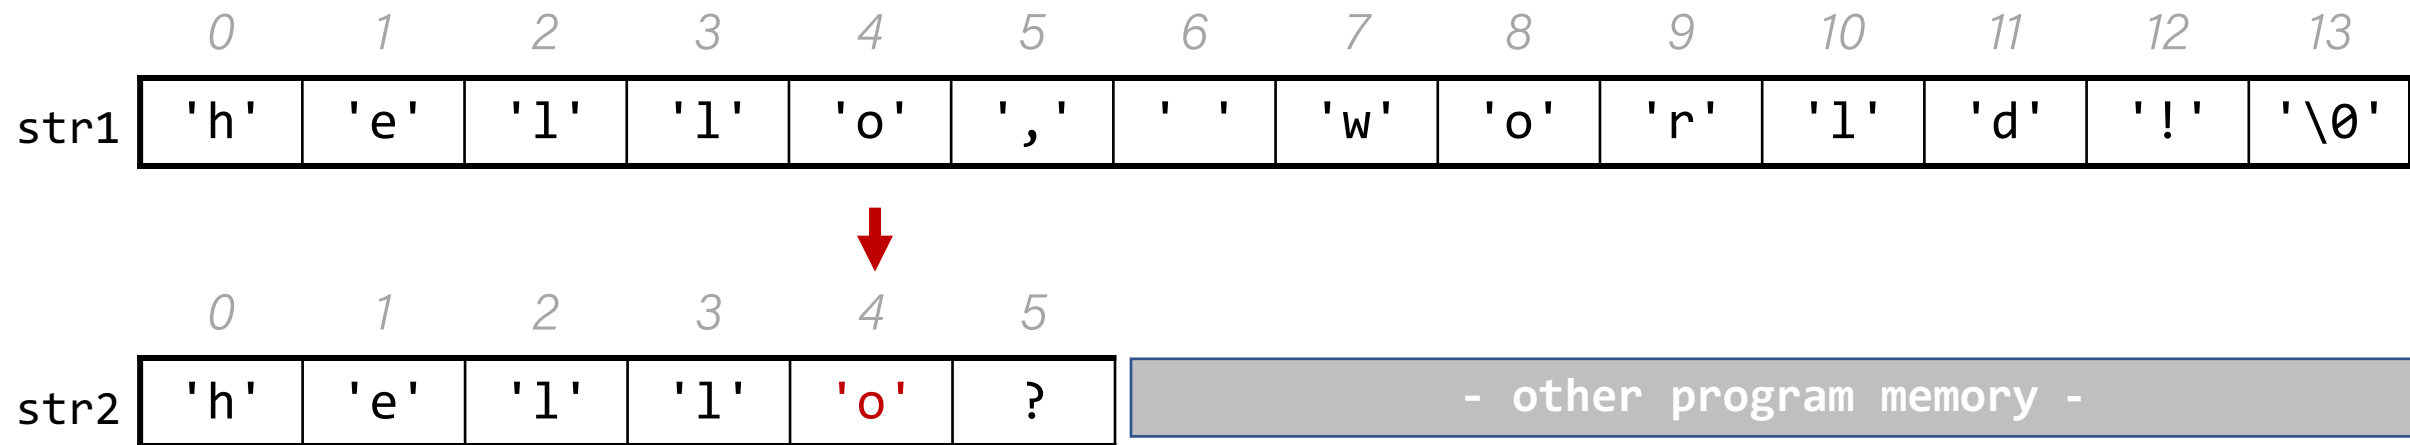 0 1 2 3 4 5 6 7 8 9 10 11 12 13
str1 'h' 'e' 'l' 'l' 'o' ',' ' ' 'w' 'o' 'r' 'l' 'd' '!' '\0'
0 1 2 3 4 5
str2 'h' 'e' 'l' 'l' 'o' ? - other program memory -